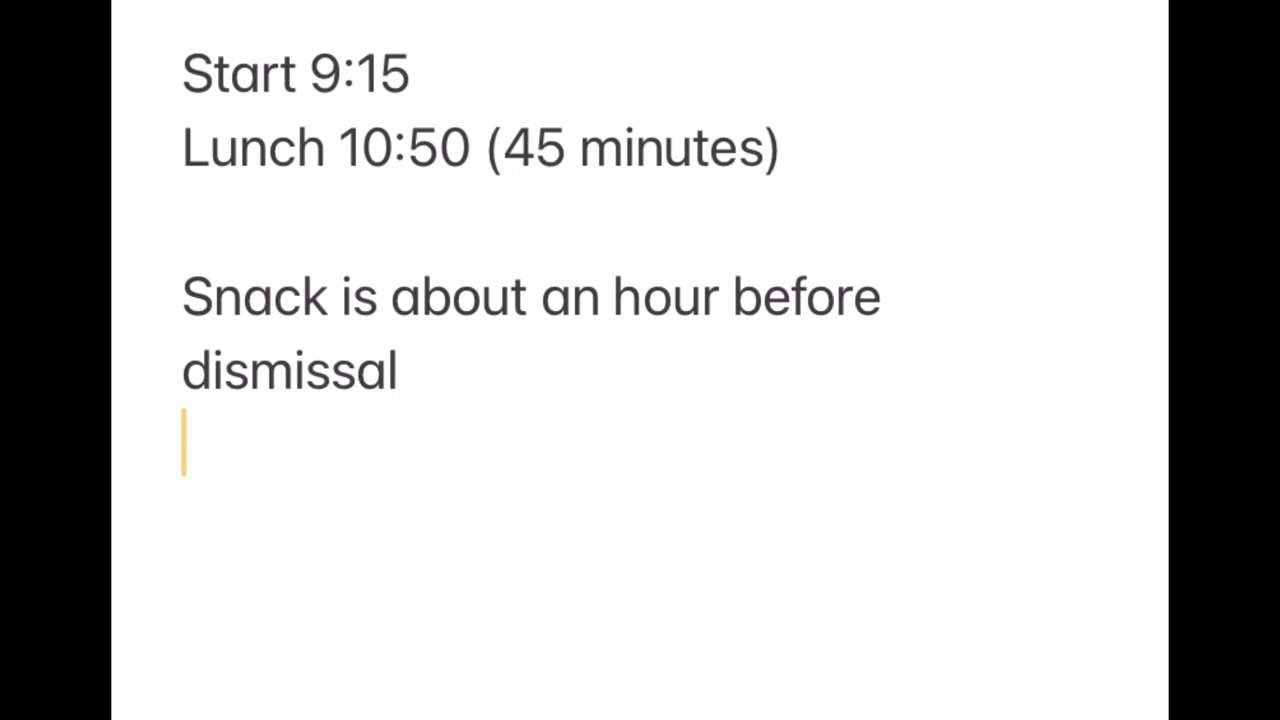 Start 9:15
Lunch 10:50 (45 minutes)
Snack is about an hour before
dismissal